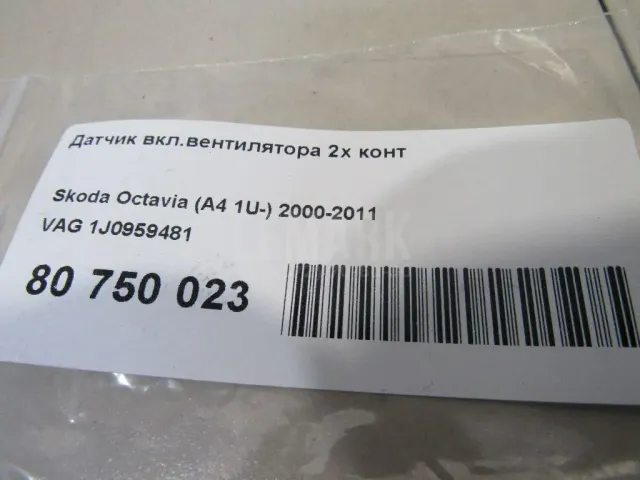 Датчик вкл.вентилятора 2х конт
Skoda Octavia (A4 1U-) 2000-2011
VAG 1J0959481
80 750 023